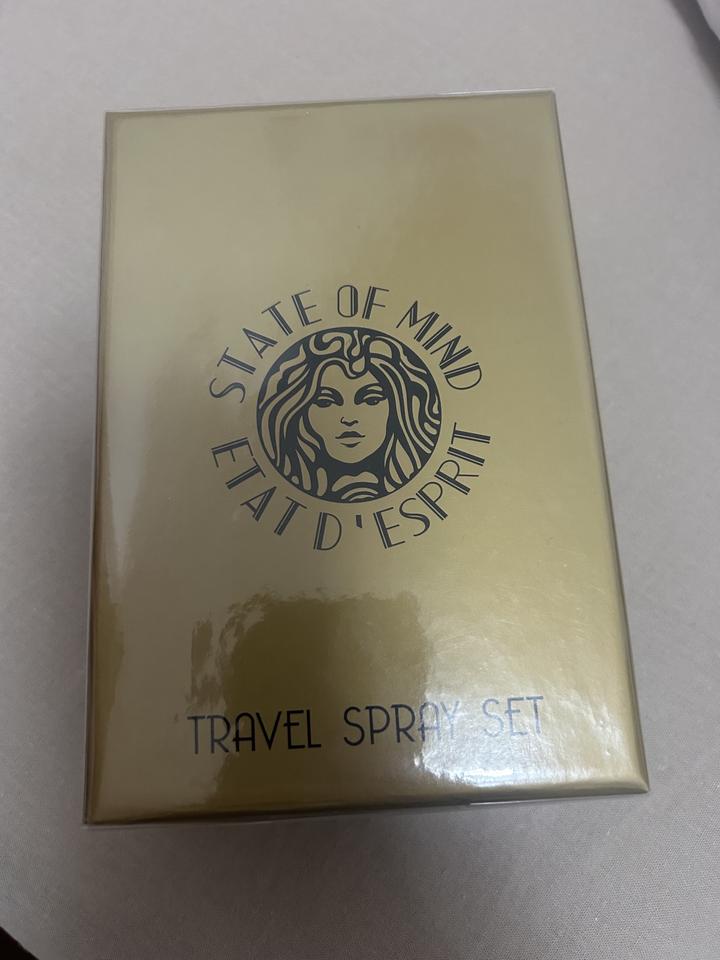 STATE OF MIND
ETAT D'ESPRIT
TRAVEL SPRAY SET